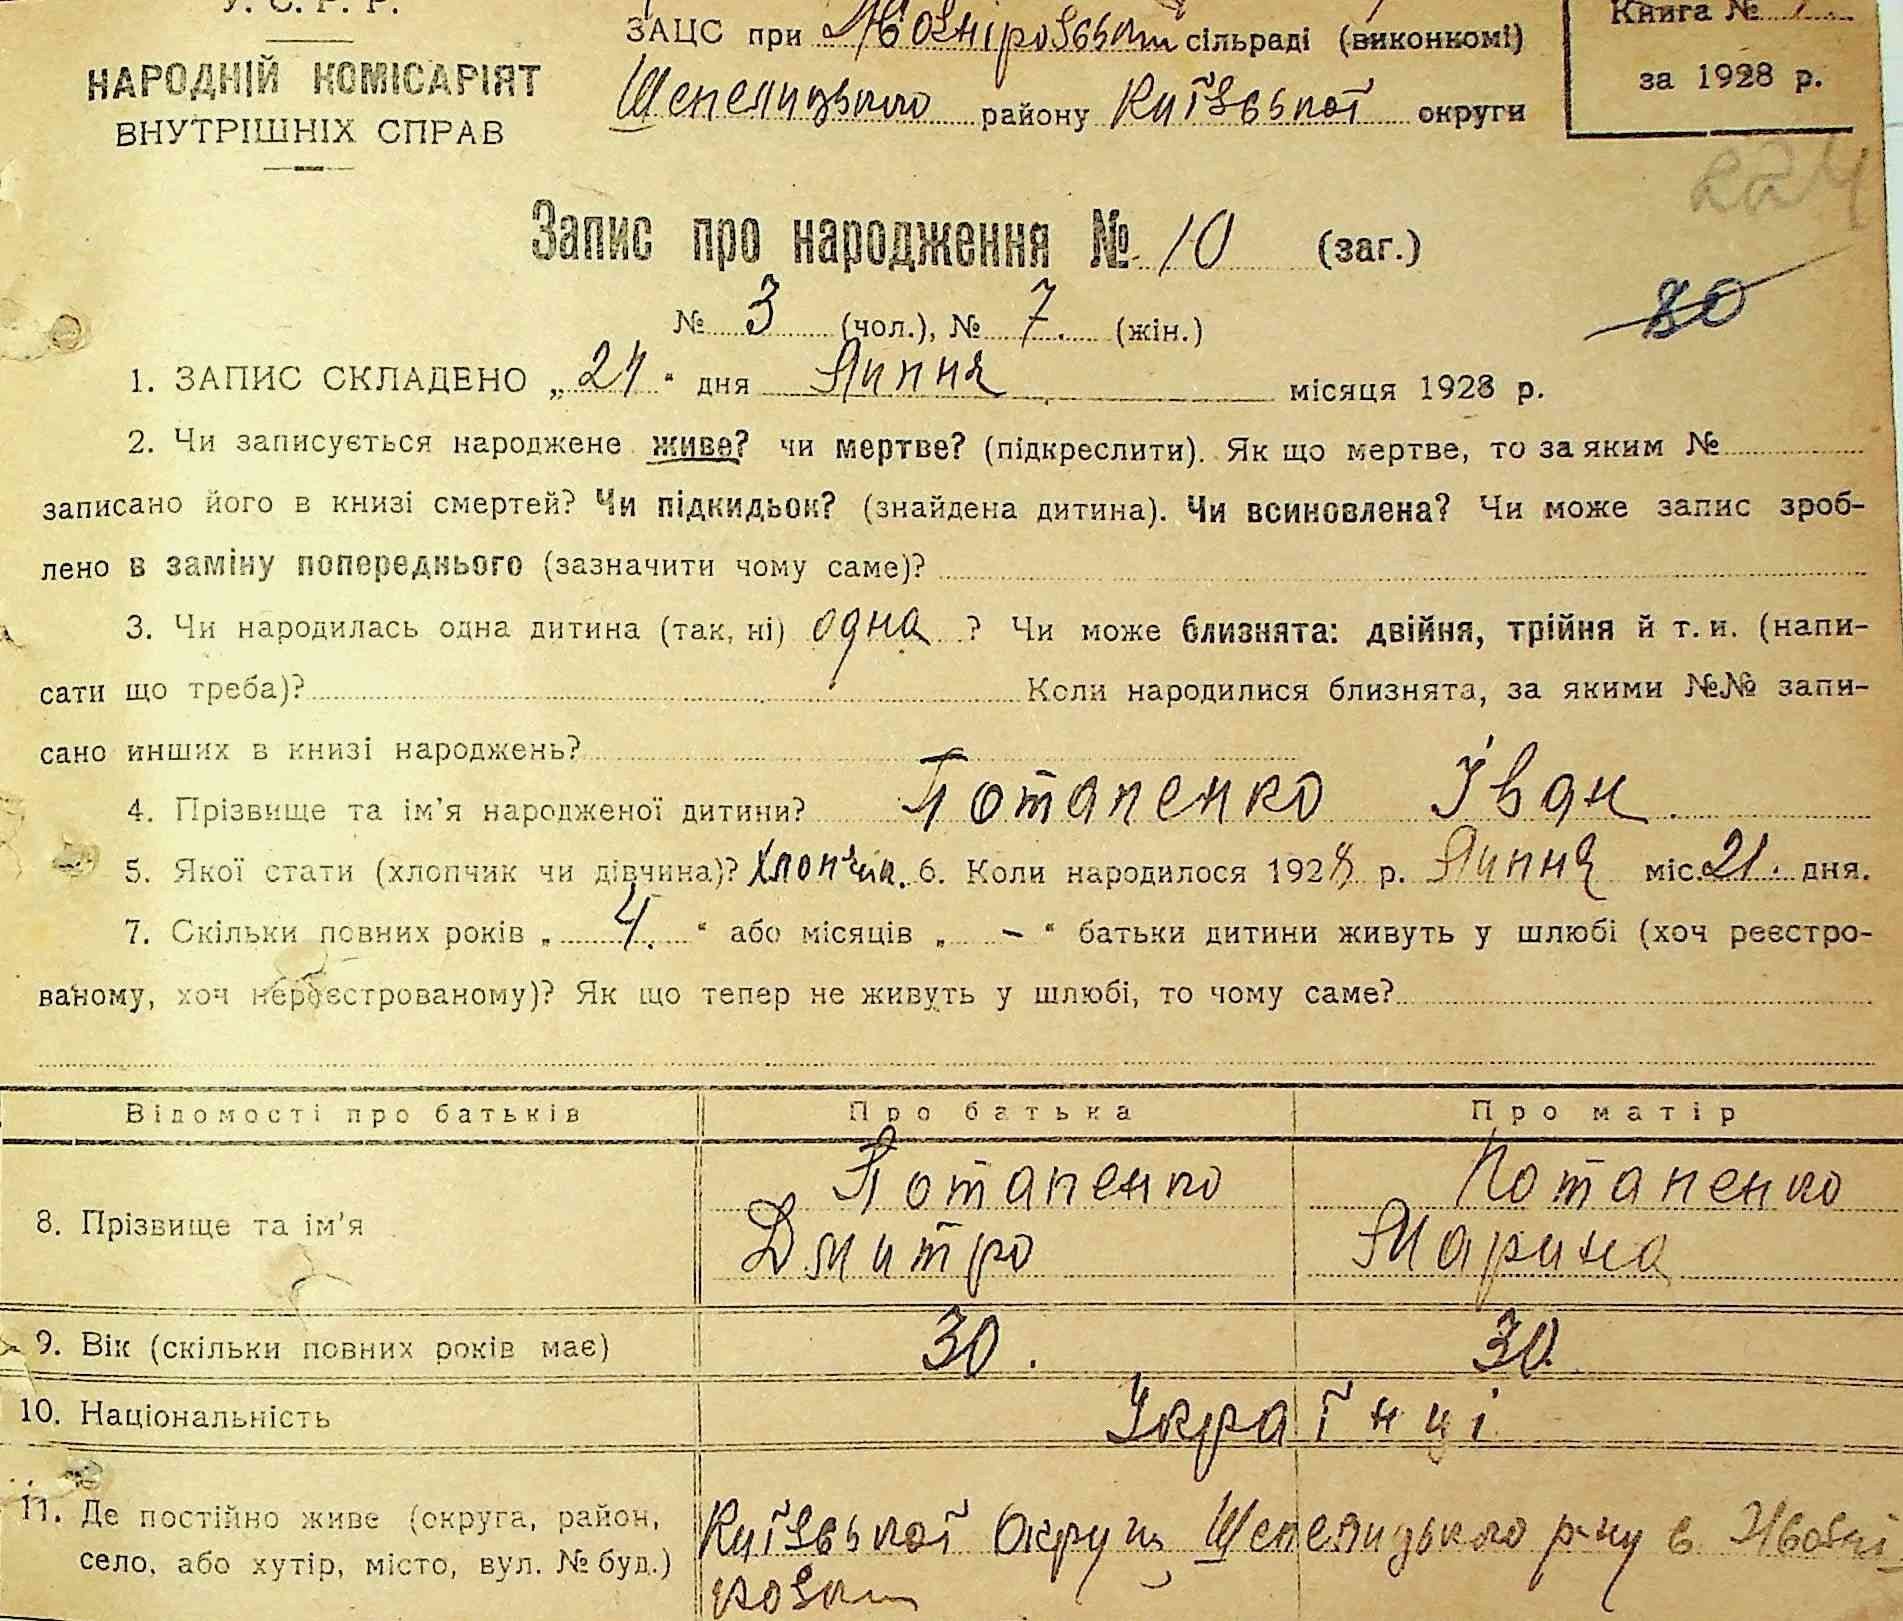 У. С. Р. Р.
НАРОДНІЙ КОМІСАРІЯТ
ВНУТРІШНІХ СПРАВ
ЗАЦС при сільраді (виконкомі)
Шепелицького району Київської округи
Книга №
за 1928 р.
224
Запис про народження № 10 (заг.)
80
№ 3 (чол.), № 7. (жін.)
1. ЗАПИС СКЛАДЕНО „21“ дня Липня місяця 1928 р.
2. Чи записується народжене живе? чи мертве? (підкреслити). Як що мертве, то за яким №
записано його в книзі смертей? Чи підкидьок? (знайдена дитина). Чи всиновлена? Чи може запис зроб-
лено в заміну попереднього (зазначити чому саме)?
3. Чи народилась одна дитина (так, ні) одна ? Чи може близнята: двійня, трійня й т. и. (напи-
сати що треба)? Коли народилися близнята, за якими №№ запи-
сано инших в книзі народжень?
4. Прізвище та ім'я народженої дитини? Потапенко Іван
5. Якої стати (хлопчик чи дівчина)? хлопчик. 6. Коли народилося 1928 р. Липня міс. 21. дня.
7. Скільки повних років „ 4. “ або місяців „ – “ батьки дитини живуть у шлюбі (хоч реєстро-
ваному, хоч нереєстрованому)? Як що тепер не живуть у шлюбі, то чому саме?
Відомості про батьків Про батька Про матір
8. Прізвище та ім'я Потапенко Дмитро Потапенко Марина
9. Вік (скільки повних років має) 30. 30.
10. Національність Українці
11. Де постійно живе (округа, район, село, або хутір, місто, вул. № буд.) Київської Округи Шепелицького р-ну в